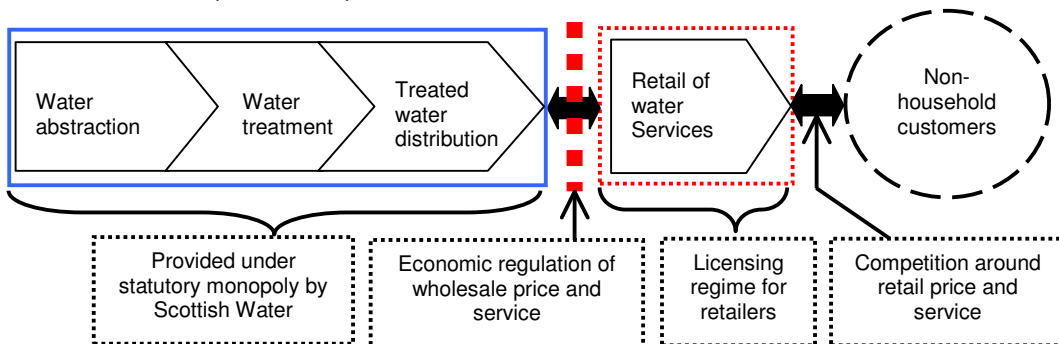 Water
abstraction
Water
treatment
Treated
water
distribution
Retail of
water
Services
Non-
household
customers
Provided under
statutory monopoly by
Scottish Water
Economic regulation of
wholesale price and
service
Licensing
regime for
retailers
Competition around
retail price and
service